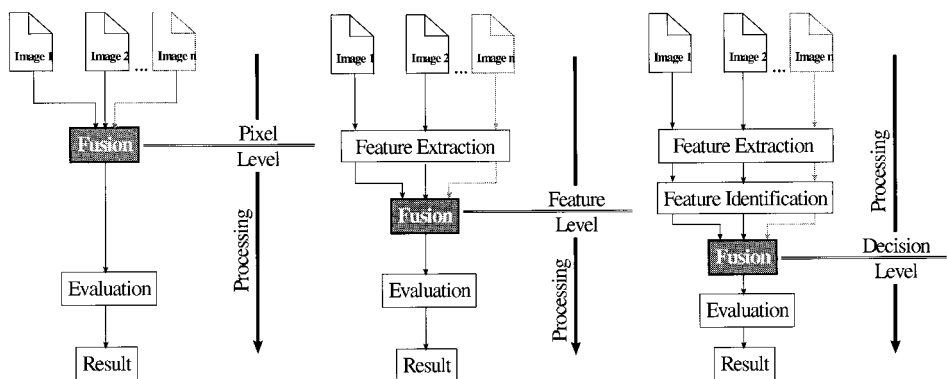 Image 1 Image 2 ... Image n
Fusion
Pixel
Level
Processing
Evaluation
Result
Image 1 Image 2 ... Image n
Feature Extraction
Fusion
Feature
Level
Processing
Evaluation
Result
Image 1 Image 2 ... Image n
Feature Extraction
Feature Identification
Processing
Fusion
Decision
Level
Evaluation
Result